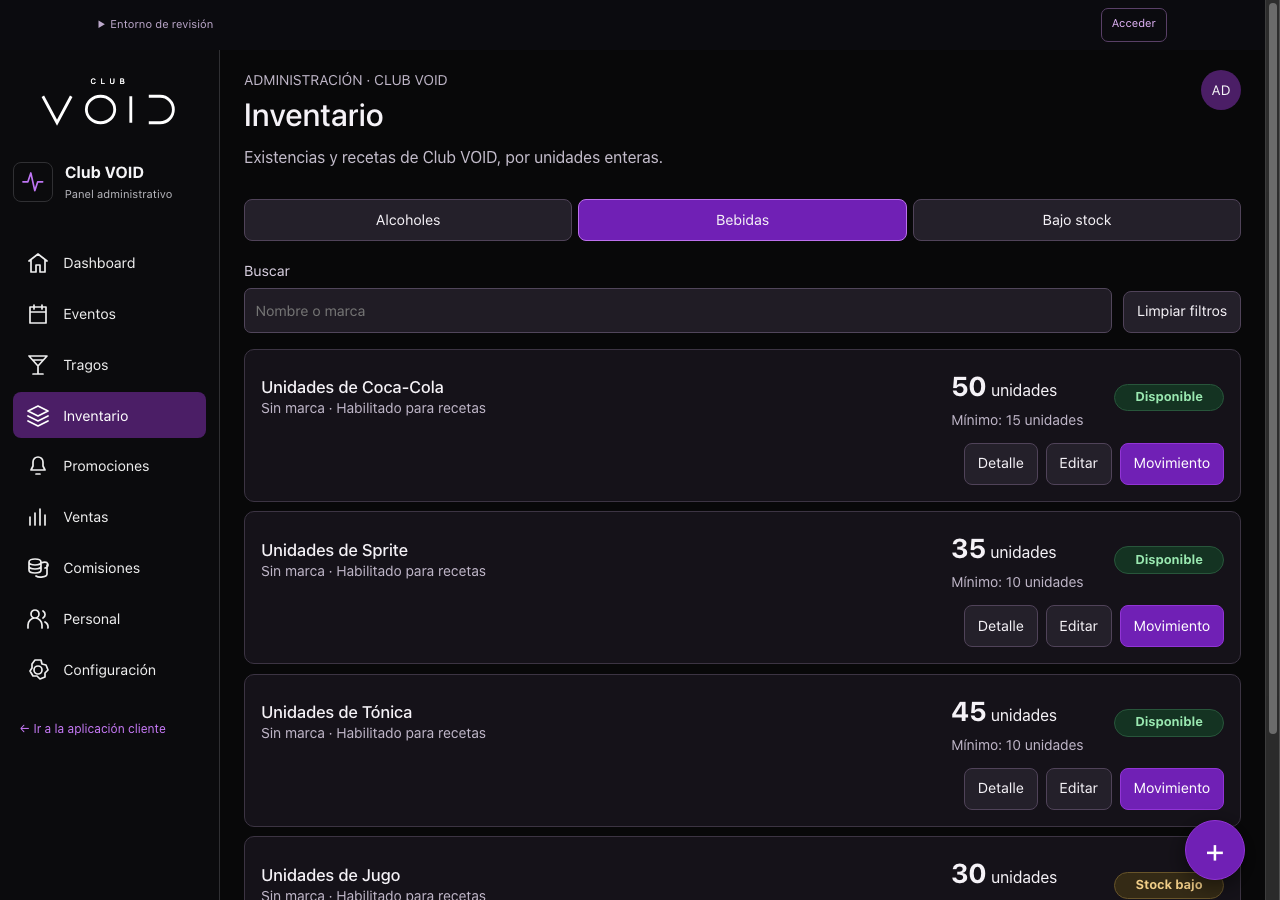 ▶ Entorno de revisión
Acceder
CLUB
VOID
Club VOID
Panel administrativo
Dashboard
Eventos
Tragos
Inventario
Promociones
Ventas
Comisiones
Personal
Configuración
← Ir a la aplicación cliente
ADMINISTRACIÓN · CLUB VOID
AD
Inventario
Existencias y recetas de Club VOID, por unidades enteras.
Alcoholes
Bebidas
Bajo stock
Buscar
Nombre o marca
Limpiar filtros
Unidades de Coca-Cola
Sin marca · Habilitado para recetas
50 unidades
Mínimo: 15 unidades
Disponible
Detalle
Editar
Movimiento
Unidades de Sprite
Sin marca · Habilitado para recetas
35 unidades
Mínimo: 10 unidades
Disponible
Detalle
Editar
Movimiento
Unidades de Tónica
Sin marca · Habilitado para recetas
45 unidades
Mínimo: 10 unidades
Disponible
Detalle
Editar
Movimiento
Unidades de Jugo
Sin marca · Habilitado para recetas
30 unidades
Stock bajo
+